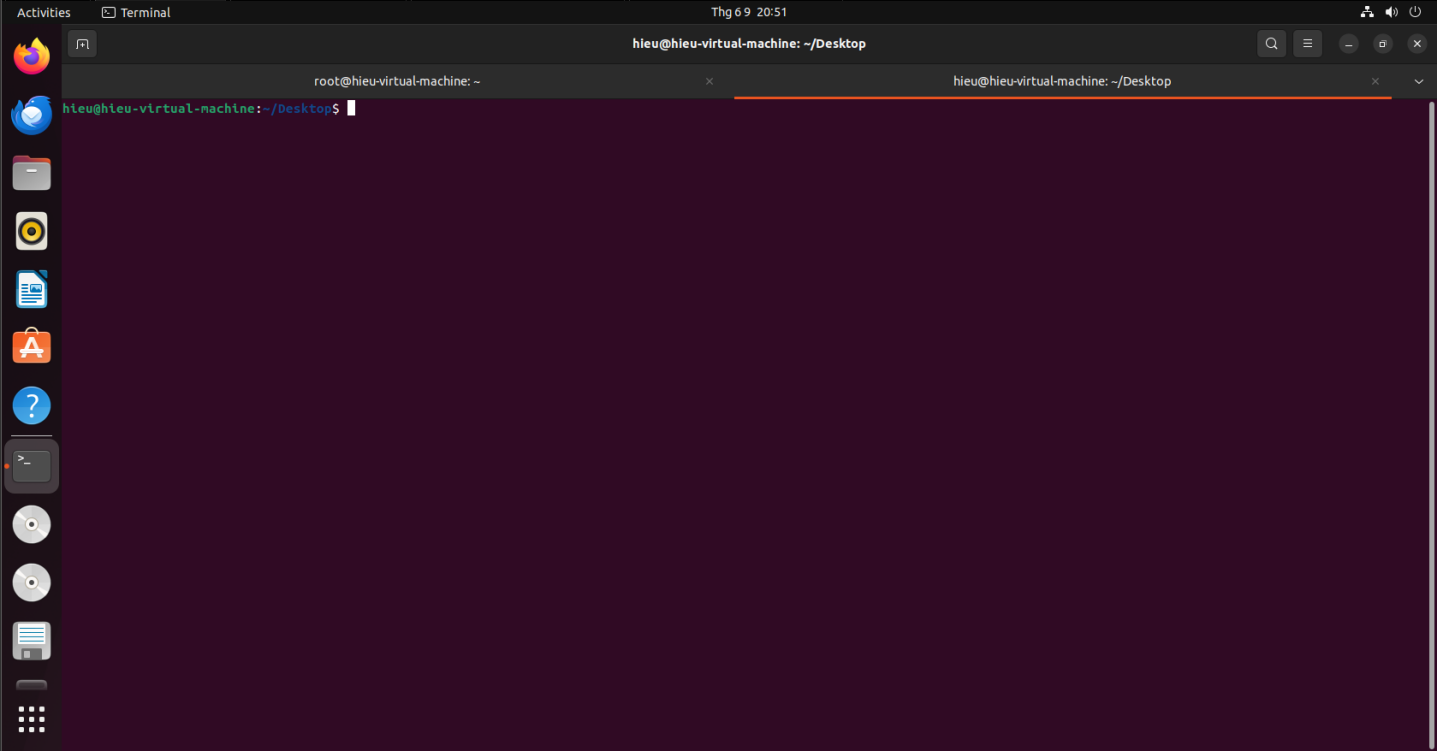 Activities Terminal Thg 6 9 20:51
hieu@hieu-virtual-machine: ~/Desktop
root@hieu-virtual-machine: ~ hieu@hieu-virtual-machine: ~/Desktop
hieu@hieu-virtual-machine:~/Desktop$